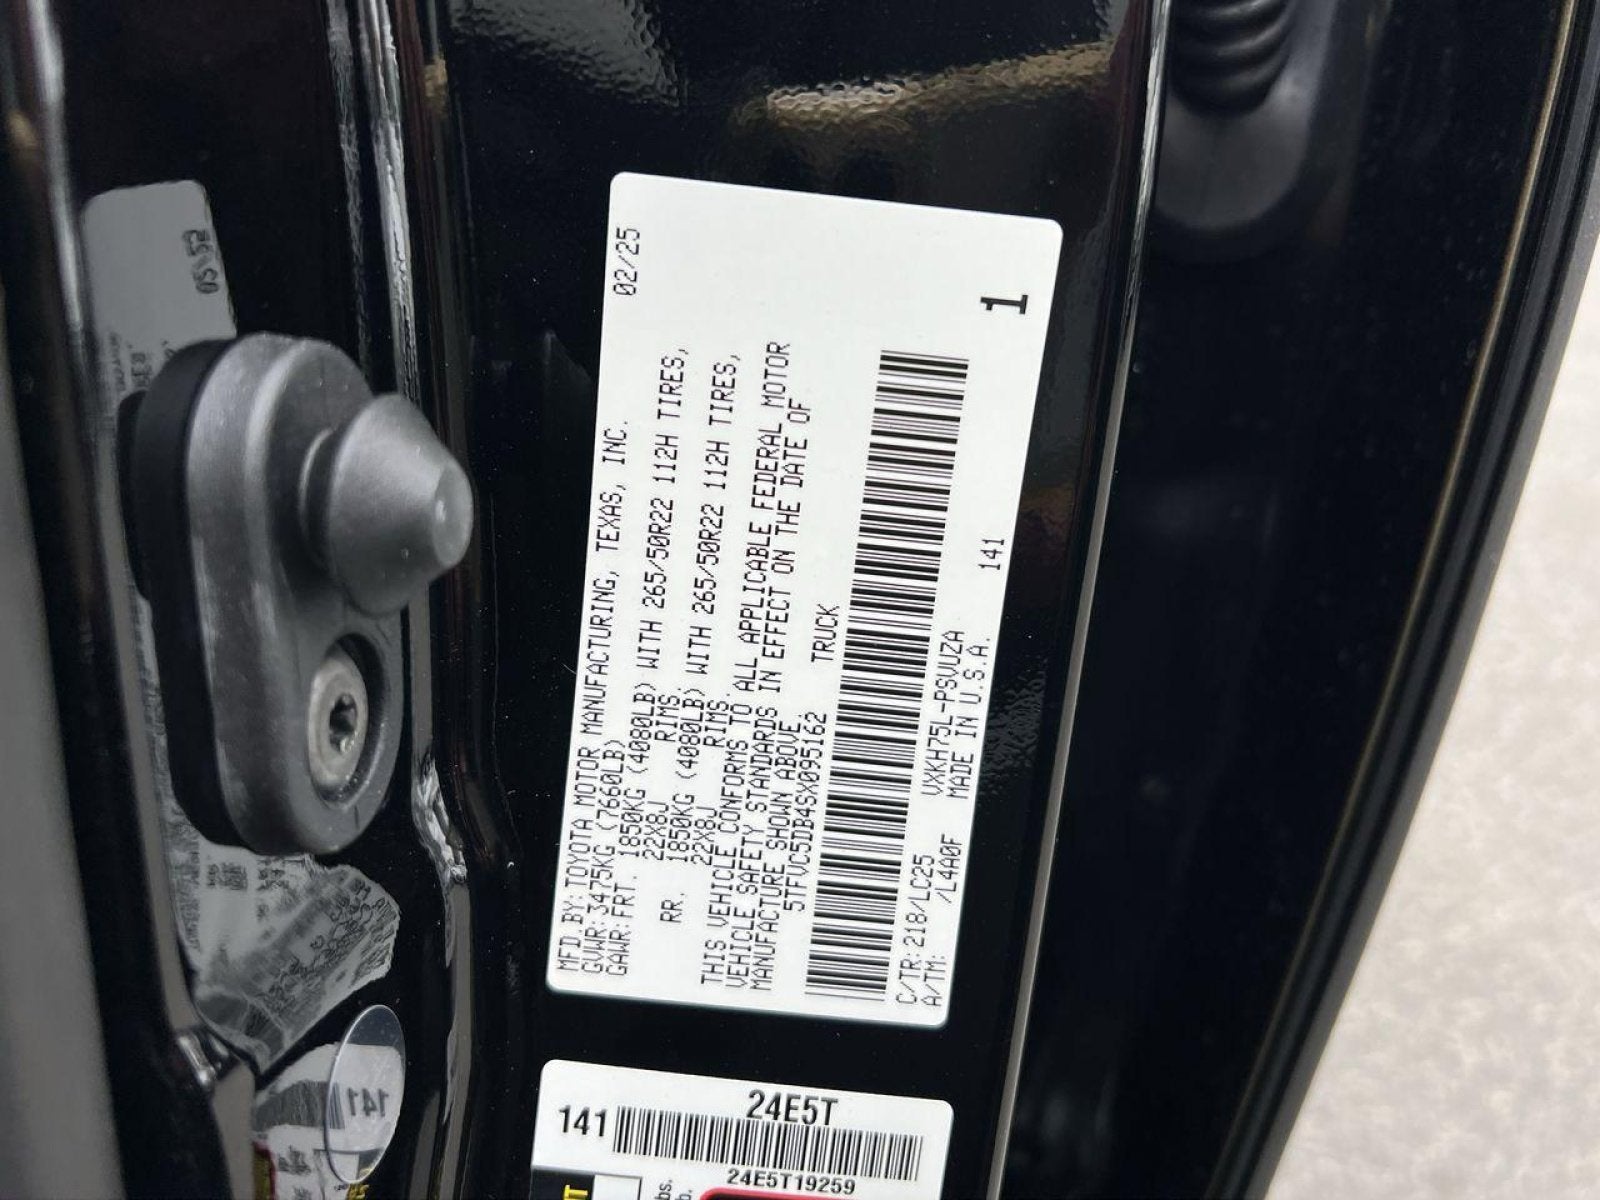 02/25
MFD.BY:TOYOTA MOTOR MANUFACTURING, TEXAS, INC.
GVWR:3475KG (7660LB)
GAWR:FRT. 1850KG (4080LB) WITH 265/50R22 112H TIRES,
22X8J RIMS.
RR. 1850KG (4080LB) WITH 265/50R22 112H TIRES,
22X8J RIMS.
THIS VEHICLE CONFORMS TO ALL APPLICABLE FEDERAL MOTOR
VEHICLE SAFETY STANDARDS IN EFFECT ON THE DATE OF
MANUFACTURE SHOWN ABOVE.
5TFVC5DB4SX095162 TRUCK
1
C/TR:218/LC25 VXKH75L-PSVUZA 141
A/TM: /L4A0F MADE IN U.S.A.
24E5T
141
24E5T19259